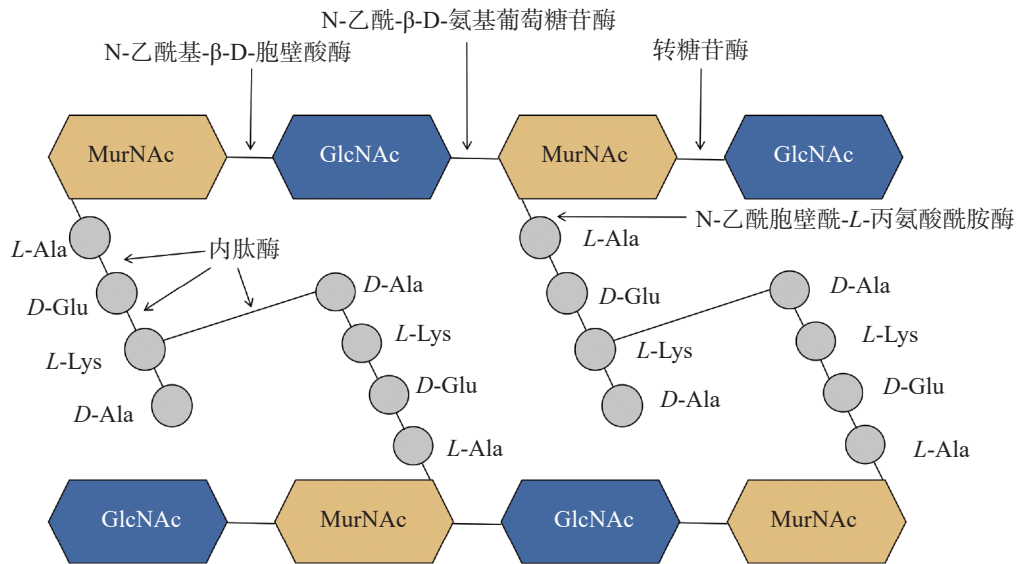 N-乙酰-β-D-氨基葡萄糖苷酶
N-乙酰基-β-D-胞壁酸酶
转糖苷酶
MurNAc
GlcNAc
MurNAc
GlcNAc
N-乙酰胞壁酰-L-丙氨酸酰胺酶
L-Ala
内肽酶
L-Ala
D-Glu
D-Ala
D-Glu
D-Ala
L-Lys
L-Lys
L-Lys
L-Lys
D-Ala
D-Glu
D-Ala
D-Glu
L-Ala
L-Ala
GlcNAc
MurNAc
GlcNAc
MurNAc